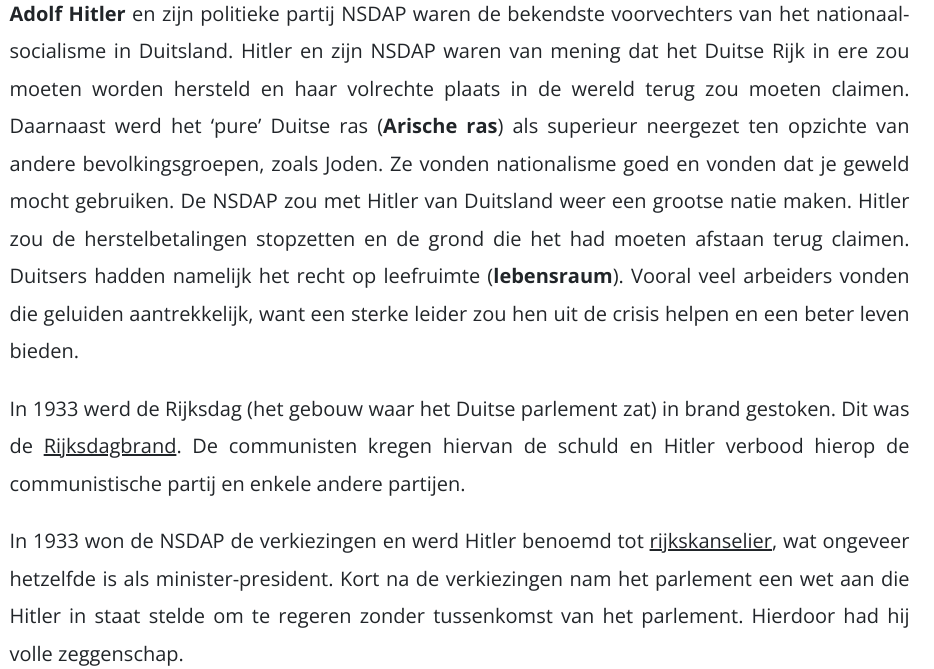 Adolf Hitler en zijn politieke partij NSDAP waren de bekendste voorvechters van het nationaal-
socialisme in Duitsland. Hitler en zijn NSDAP waren van mening dat het Duitse Rijk in ere zou
moeten worden hersteld en haar volrechte plaats in de wereld terug zou moeten claimen.
Daarnaast werd het ‘pure’ Duitse ras (Arische ras) als superieur neergezet ten opzichte van
andere bevolkingsgroepen, zoals Joden. Ze vonden nationalisme goed en vonden dat je geweld
mocht gebruiken. De NSDAP zou met Hitler van Duitsland weer een grootse natie maken. Hitler
zou de herstelbetalingen stopzetten en de grond die het had moeten afstaan terug claimen.
Duitsers hadden namelijk het recht op leefruimte (lebensraum). Vooral veel arbeiders vonden
die geluiden aantrekkelijk, want een sterke leider zou hen uit de crisis helpen en een beter leven
bieden.
In 1933 werd de Rijksdag (het gebouw waar het Duitse parlement zat) in brand gestoken. Dit was
de Rijksdagbrand. De communisten kregen hiervan de schuld en Hitler verbood hierop de
communistische partij en enkele andere partijen.
In 1933 won de NSDAP de verkiezingen en werd Hitler benoemd tot rijkskanselier, wat ongeveer
hetzelfde is als minister-president. Kort na de verkiezingen nam het parlement een wet aan die
Hitler in staat stelde om te regeren zonder tussenkomst van het parlement. Hierdoor had hij
volle zeggenschap.